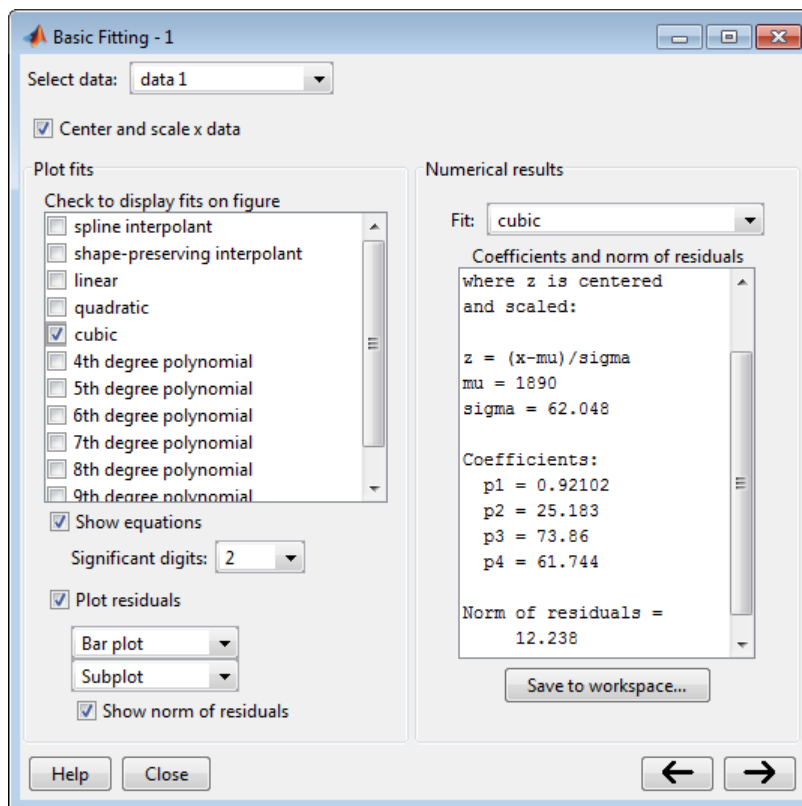 Basic Fitting - 1
Select data: data 1
Center and scale x data
Plot fits
Check to display fits on figure
spline interpolant
shape-preserving interpolant
linear
quadratic
cubic
4th degree polynomial
5th degree polynomial
6th degree polynomial
7th degree polynomial
8th degree polynomial
9th degree polynomial
Show equations
Significant digits: 2
Plot residuals
Bar plot
Subplot
Show norm of residuals
Numerical results
Fit: cubic
Coefficients and norm of residuals
where z is centered
and scaled:
z = (x-mu)/sigma
mu = 1890
sigma = 62.048
Coefficients:
p1 = 0.92102
p2 = 25.183
p3 = 73.86
p4 = 61.744
Norm of residuals =
12.238
Save to workspace...
Help Close